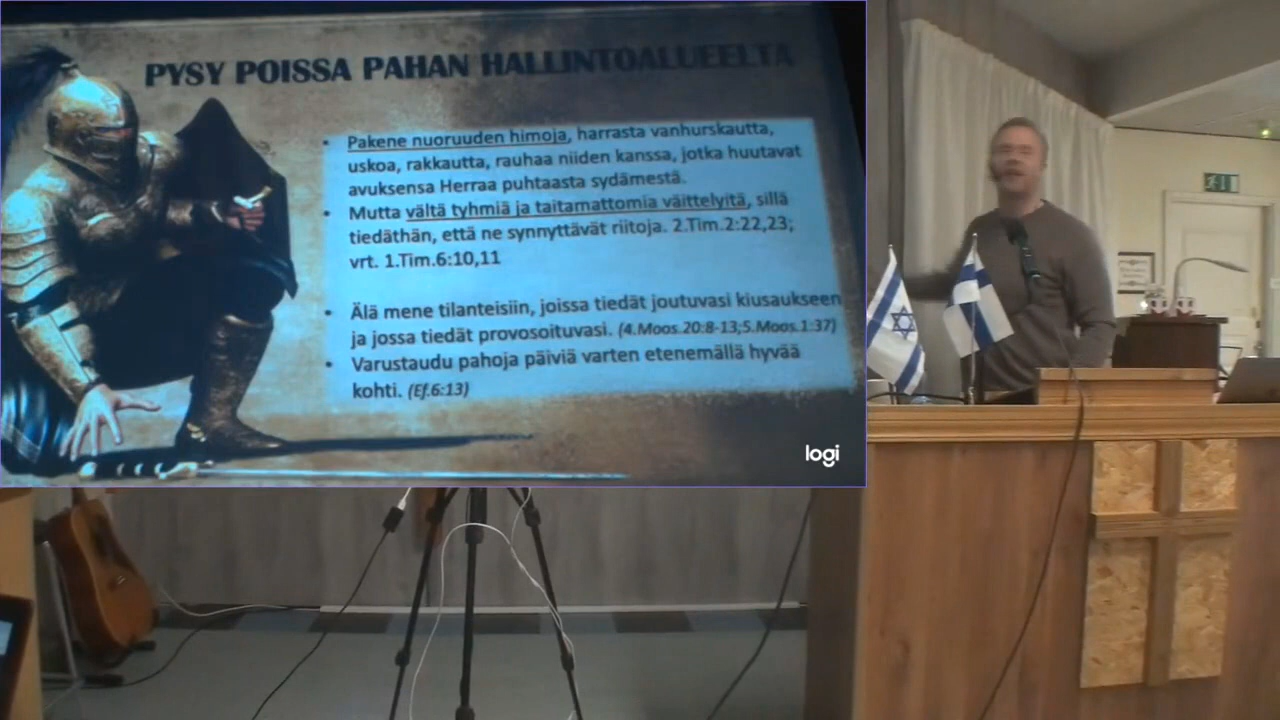 PYSY POISSA PAHAN HALLINTOALUEELTA
• Pakene nuoruuden himoja, harrasta vanhurskautta,
uskoa, rakkautta, rauhaa niiden kanssa, jotka huutavat
avuksensa Herraa puhtaasta sydämestä.
• Mutta vältä tyhmiä ja taitamattomia väittelyitä, sillä
tiedäthän, että ne synnyttävät riitoja. 2.Tim.2:22,23;
vrt. 1.Tim.6:10,11
• Älä mene tilanteisiin, joissa tiedät joutuvasi kiusaukseen
ja jossa tiedät provosoituvasi. (4.Moos.20:8-13;5.Moos.1:37)
• Varustaudu pahoja päiviä varten etenemällä hyvää
kohti. (Ef.6:13)
logi